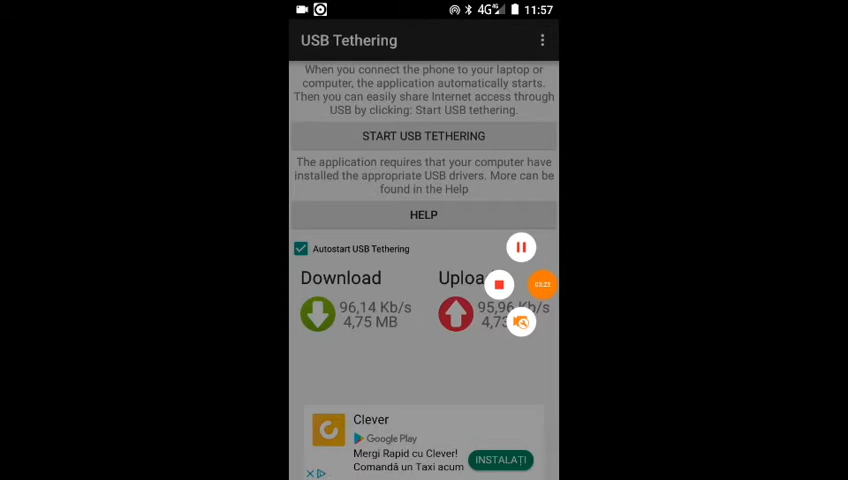 4G 11:57
USB Tethering
When you connect the phone to your laptop or
computer, the application automatically starts.
Then you can easily share Internet access through
USB by clicking: Start USB tethering.
START USB TETHERING
The application requires that your computer have
installed the appropriate USB drivers. More can be
found in the Help
HELP
Autostart USB Tethering
Download
96,14 Kb/s
4,75 MB
95,96 Kb/s
03:23
Clever
Google Play
Mergi Rapid cu Clever!
Comandă un Taxi acum
INSTALAȚI